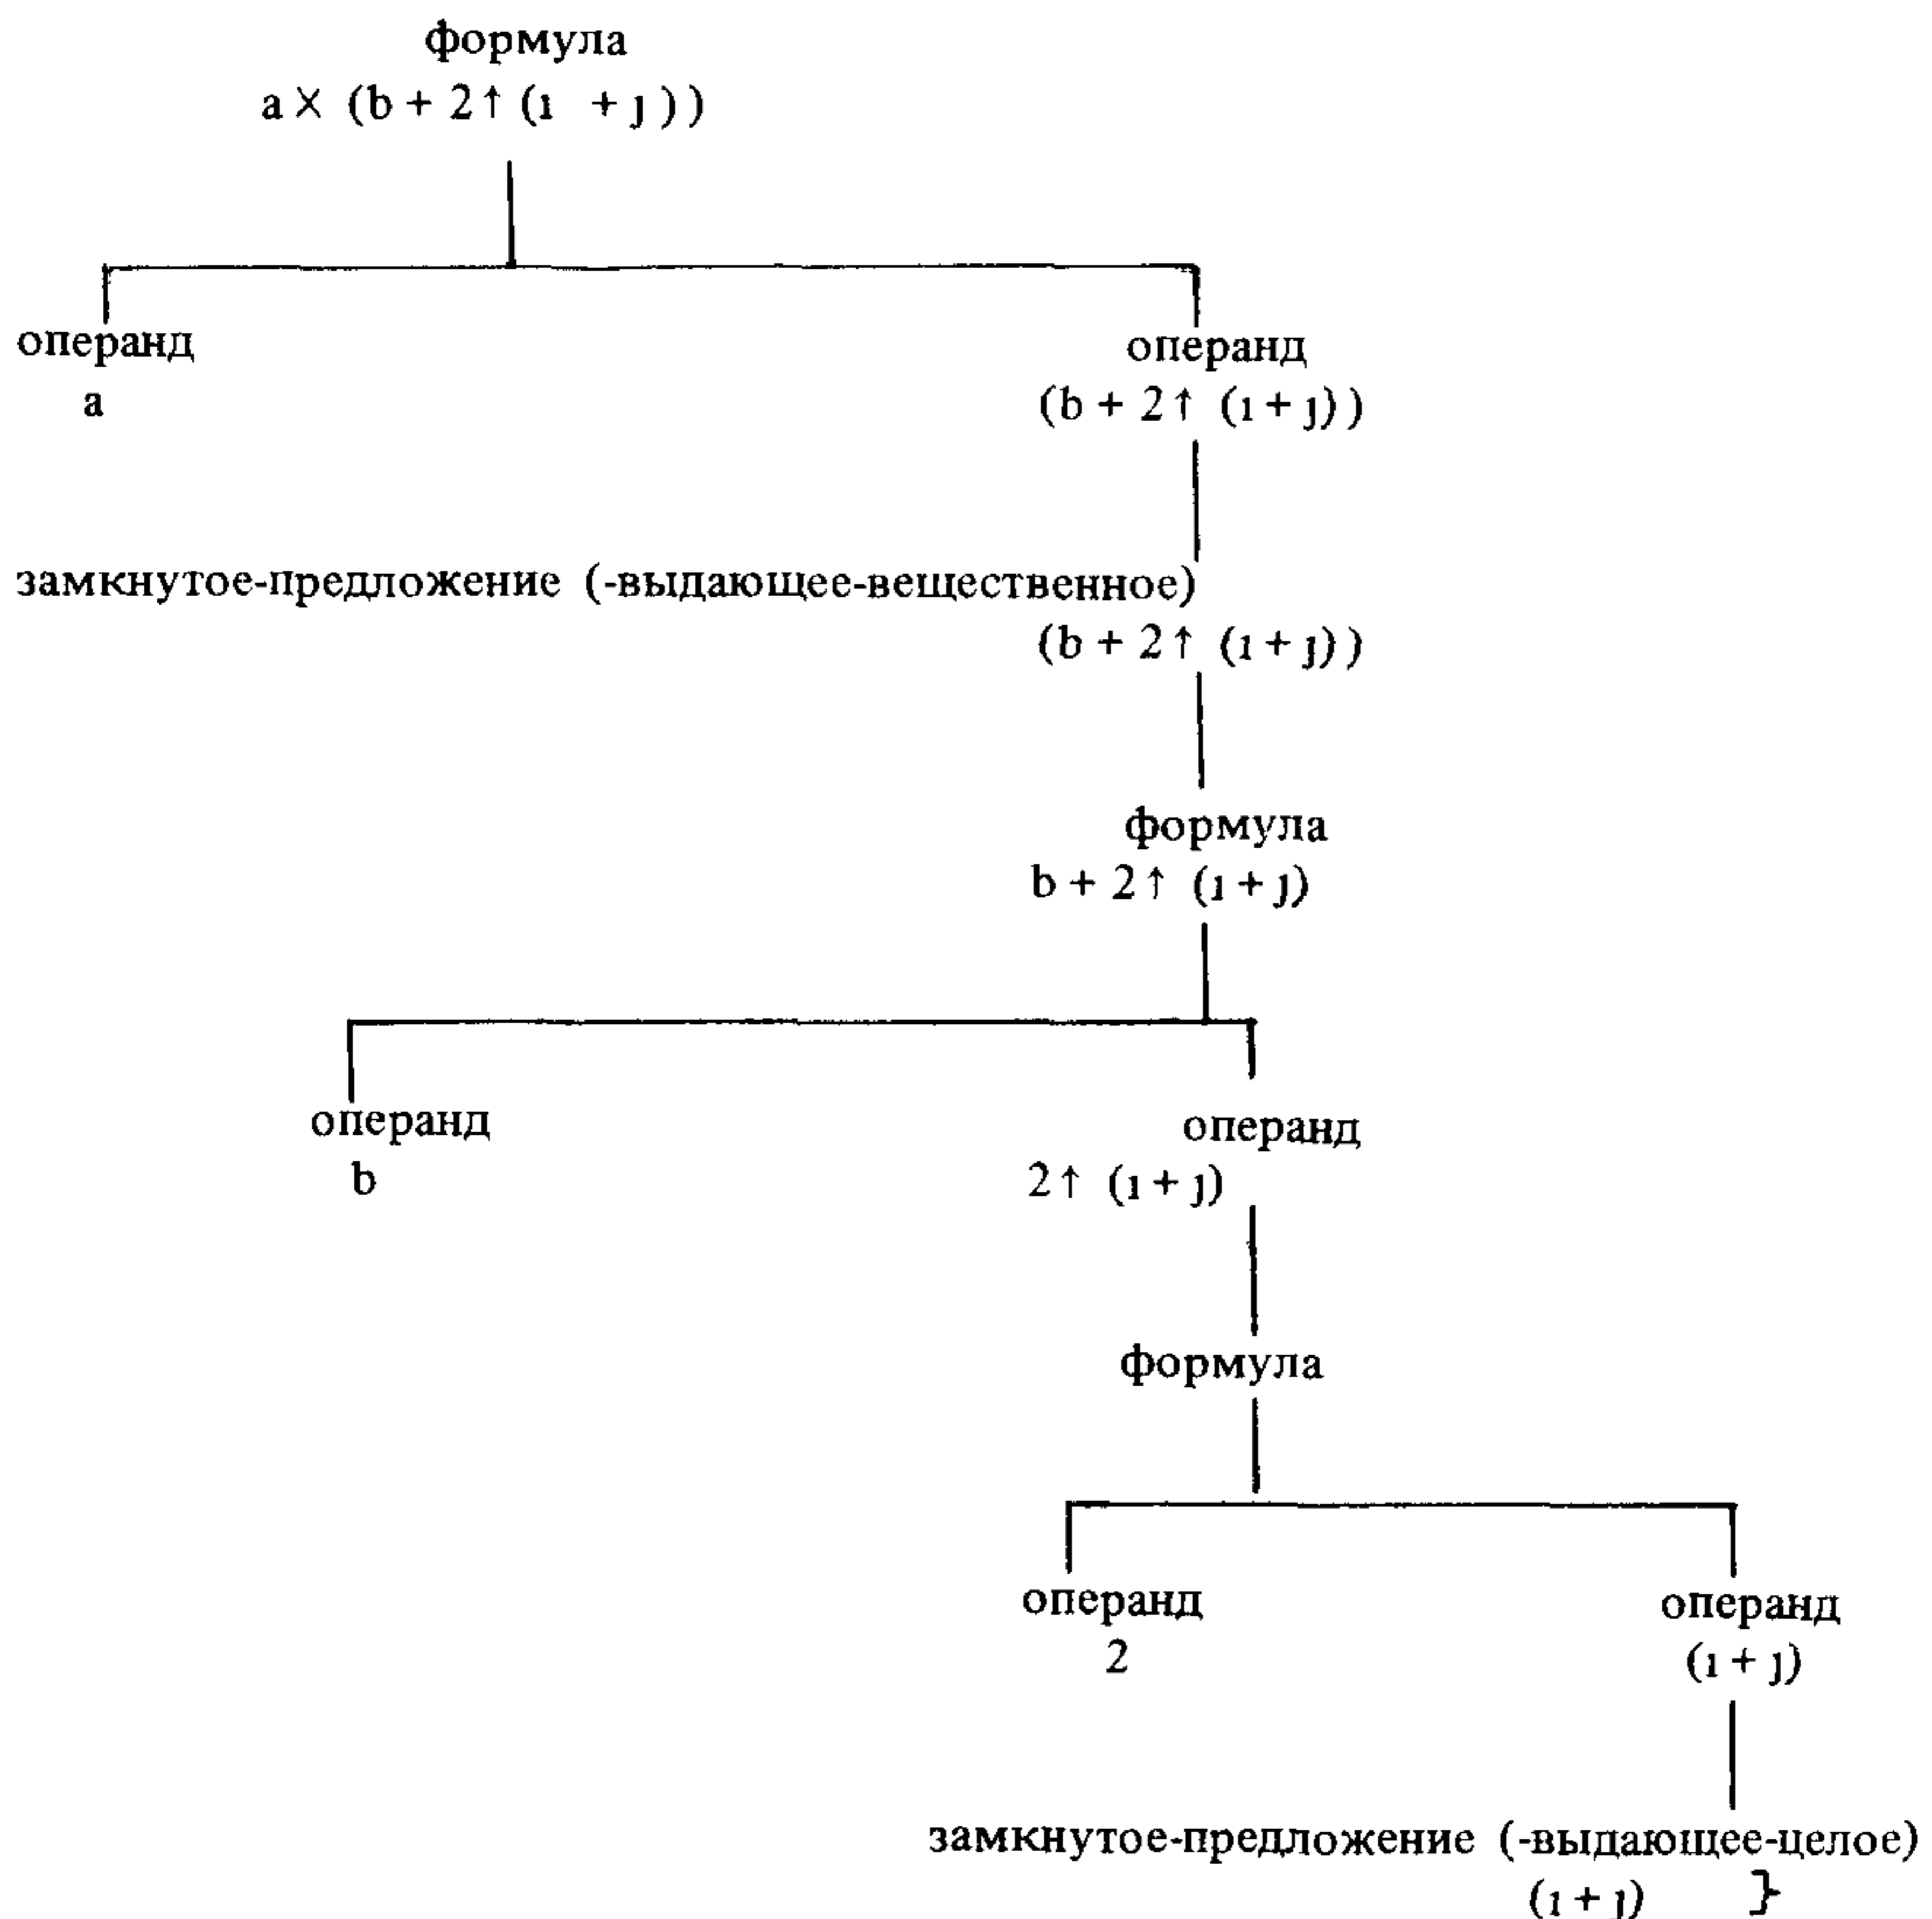 формула
a × (b + 2↑ (i + j))
операнд
a
операнд
(b + 2↑ (i + j))
замкнутое-предложение (-выдающее-вещественное)
(b + 2↑ (i + j))
формула
b + 2↑ (i + j)
операнд
b
операнд
2↑ (i + j)
формула
операнд
2
операнд
(i + j)
замкнутое-предложение (-выдающее-целое)
(i + j) }